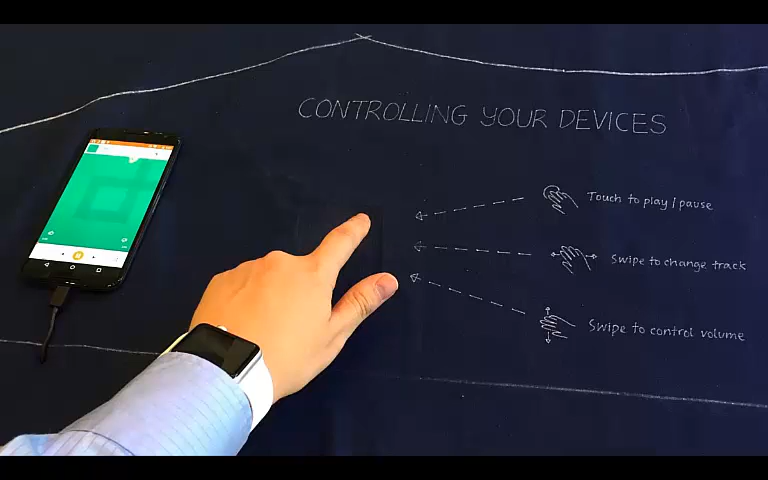 CONTROLLING YOUR DEVICES
Touch to play / pause
Swipe to change track
Swipe to control volume